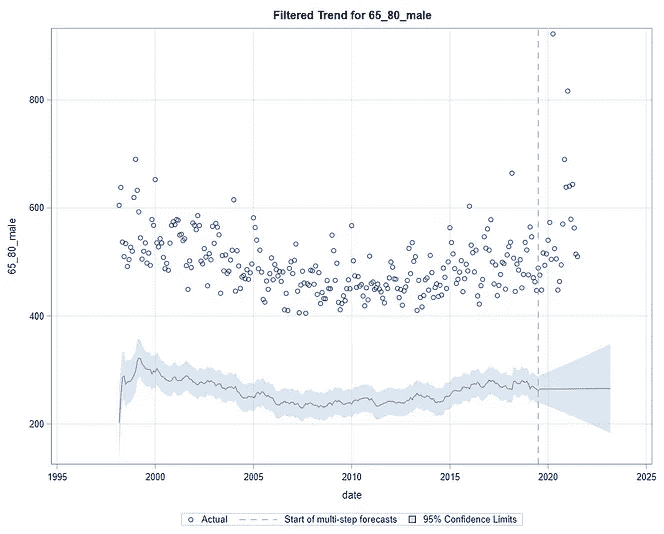 Filtered Trend for 65_80_male
65_80_male
800
600
400
200
1995
2000
2005
2010
2015
2020
2025
date
Actual
Start of multi-step forecasts
95% Confidence Limits